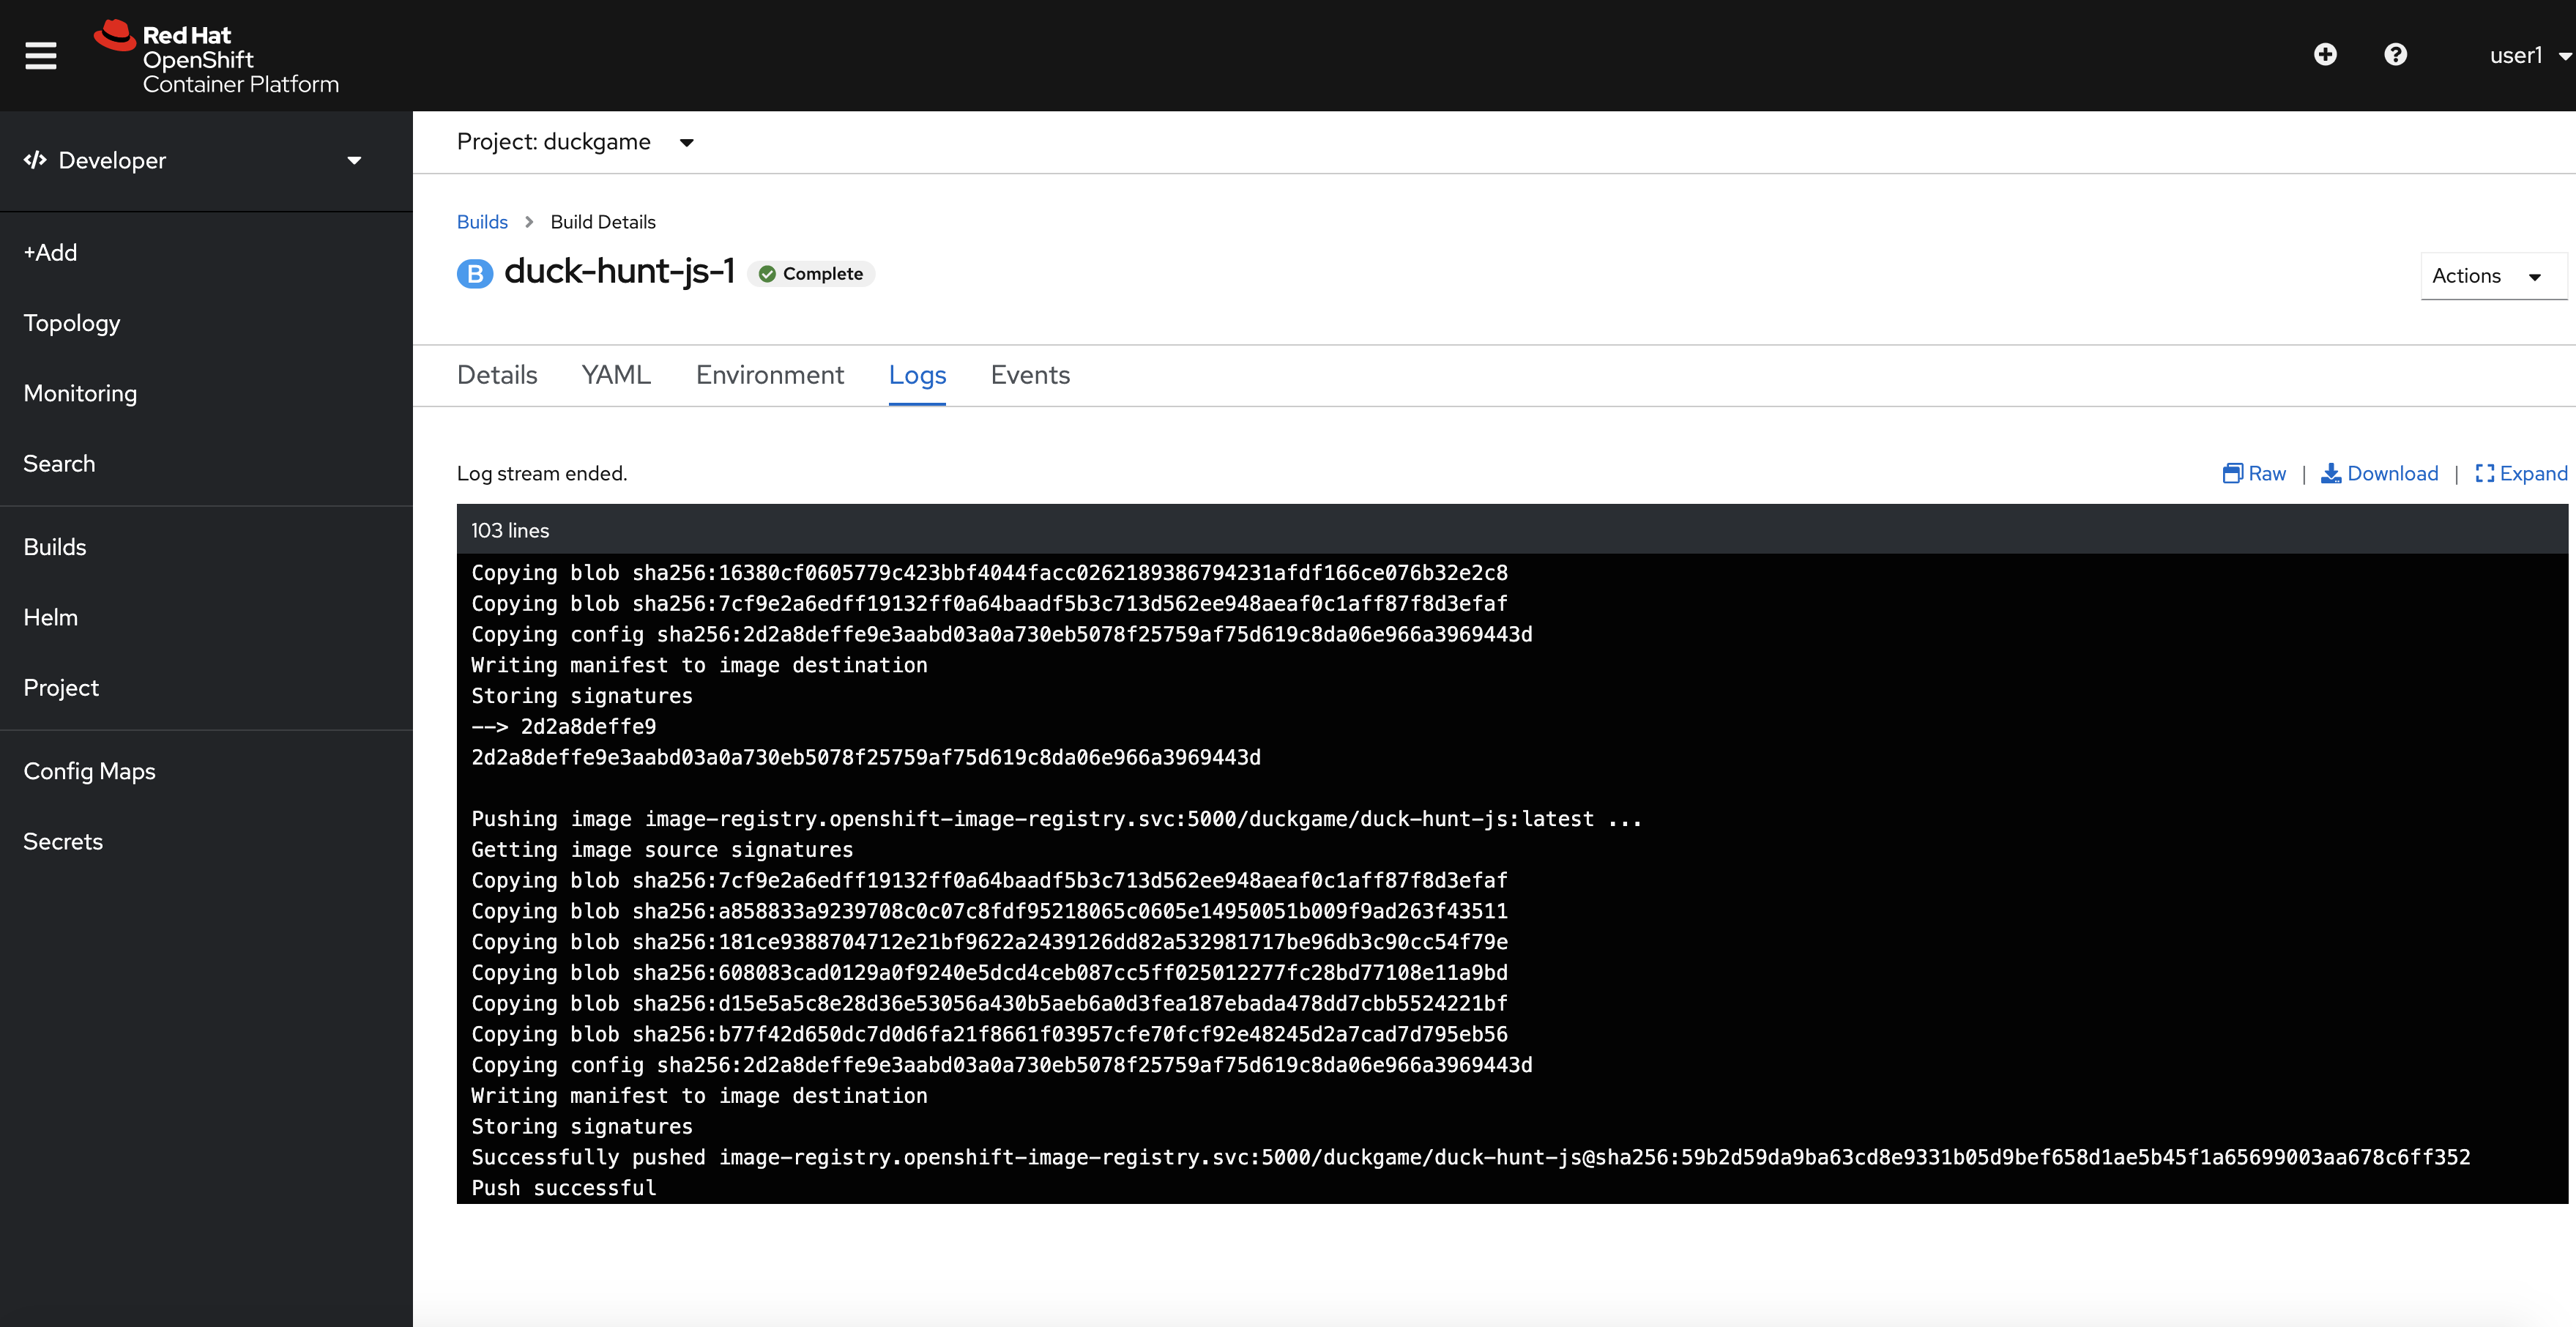 Red Hat
OpenShift
Container Platform
user1
Developer
+Add
Topology
Monitoring
Search
Builds
Helm
Project
Config Maps
Secrets
Project: duckgame
Builds > Build Details
B duck-hunt-js-1 Complete
Actions
Details YAML Environment Logs Events
Log stream ended.
Raw | Download | Expand
103 lines
Copying blob sha256:16380cf0605779c423bbf4044facc0262189386794231afdf166ce076b32e2c8
Copying blob sha256:7cf9e2a6edff19132ff0a64baadf5b3c713d562ee948aeaf0c1aff87f8d3efaf
Copying config sha256:2d2a8deffe9e3aabd03a0a730eb5078f25759af75d619c8da06e966a3969443d
Writing manifest to image destination
Storing signatures
--> 2d2a8deffe9
2d2a8deffe9e3aabd03a0a730eb5078f25759af75d619c8da06e966a3969443d
Pushing image image-registry.openshift-image-registry.svc:5000/duckgame/duck-hunt-js:latest ...
Getting image source signatures
Copying blob sha256:7cf9e2a6edff19132ff0a64baadf5b3c713d562ee948aeaf0c1aff87f8d3efaf
Copying blob sha256:a858833a9239708c0c07c8fdf95218065c0605e14950051b009f9ad263f43511
Copying blob sha256:181ce9388704712e21bf9622a2439126dd82a532981717be96db3c90cc54f79e
Copying blob sha256:608083cad0129a0f9240e5dcd4ceb087cc5ff025012277fc28bd77108e11a9bd
Copying blob sha256:d15e5a5c8e28d36e53056a430b5aeb6a0d3fea187ebada478dd7cbb5524221bf
Copying blob sha256:b77f42d650dc7d0d6fa21f8661f03957cfe70fcf92e48245d2a7cad7d795eb56
Copying config sha256:2d2a8deffe9e3aabd03a0a730eb5078f25759af75d619c8da06e966a3969443d
Writing manifest to image destination
Storing signatures
Successfully pushed image-registry.openshift-image-registry.svc:5000/duckgame/duck-hunt-js@sha256:59b2d59da9ba63cd8e9331b05d9bef658d1ae5b45f1a65699003aa678c6ff352
Push successful